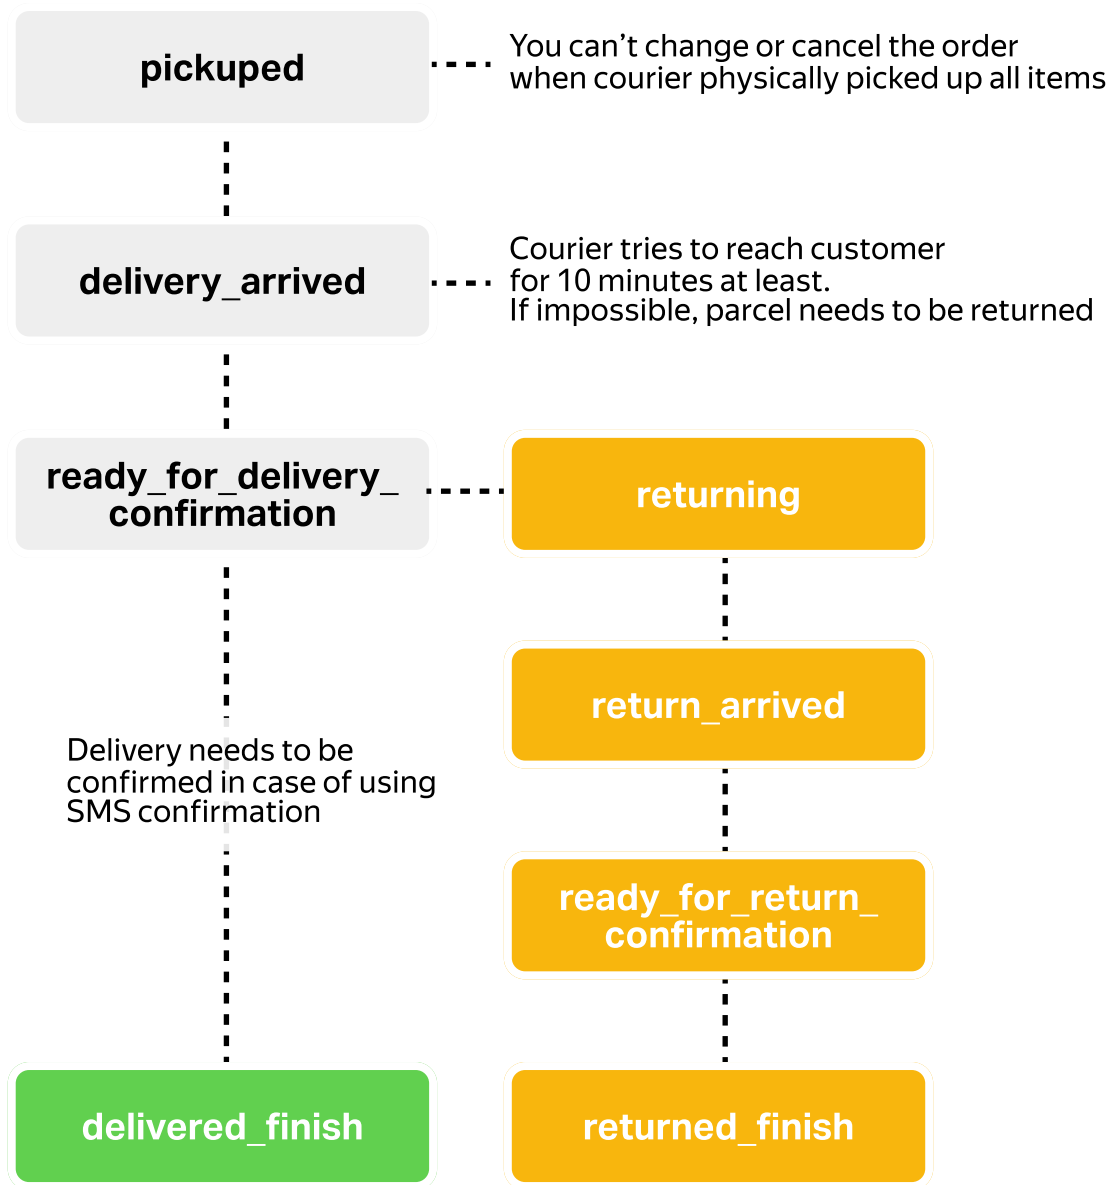 pickuped
You can’t change or cancel the order
when courier physically picked up all items
delivery_arrived
Courier tries to reach customer
for 10 minutes at least.
If impossible, parcel needs to be returned
ready_for_delivery_
confirmation
returning
return_arrived
Delivery needs to be
confirmed in case of using
SMS confirmation
ready_for_return_
confirmation
delivered_finish
returned_finish